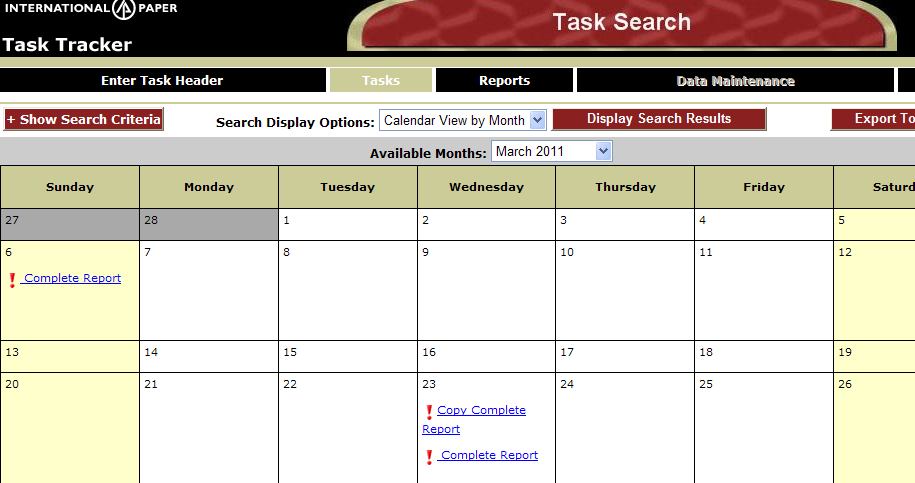 INTERNATIONAL PAPER
Task Search
Task Tracker
Enter Task Header Tasks Reports Data Maintenance
+ Show Search Criteria Search Display Options: Calendar View by Month Display Search Results Export To
Available Months: March 2011
Sunday Monday Tuesday Wednesday Thursday Friday Saturd
27 28 1 2 3 4 5
6 7 8 9 10 11 12
Complete Report
13 14 15 16 17 18 19
20 21 22 23 24 25 26
Copy Complete
Report
Complete Report